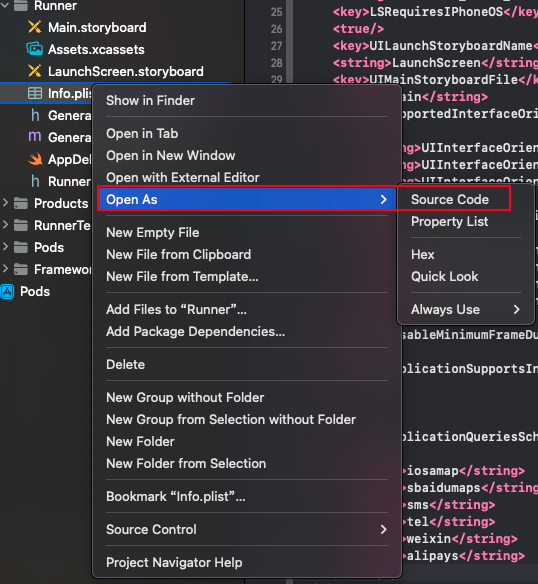 Runner
Main.storyboard
Assets.xcassets
LaunchScreen.storyboard
Info.plist
h Genera
m Genera
AppDel
h Runner
Products
RunnerTe
Pods
Framewor
Pods
Show in Finder
Open in Tab
Open in New Window
Open with External Editor
Open As
New Empty File
New File from Clipboard
New File from Template...
Add Files to “Runner”...
Add Package Dependencies...
Delete
New Group without Folder
New Group from Selection without Folder
New Folder
New Folder from Selection
Bookmark “Info.plist”...
Source Control
Project Navigator Help
Source Code
Property List
Hex
Quick Look
Always Use
25 <key>LSRequiresIPhoneOS</key
26 <true/>
27 <key>UILaunchStoryboardName<
28 <string>LaunchScreen</string
29 <key>UIMainStoryboardFile</k
ain</string>
pportedInterfaceOri
ng>UIInterfaceOrien
ng>UIInterfaceOrien
ng>UIInterfaceOrien
sableMinimumFrameDu
plicationSupportsIn
plicationQueriesSch
>iosamap</string>
>sbaidumaps</string
>sms</string>
>tel</string>
>weixin</string>
>alipays</string>